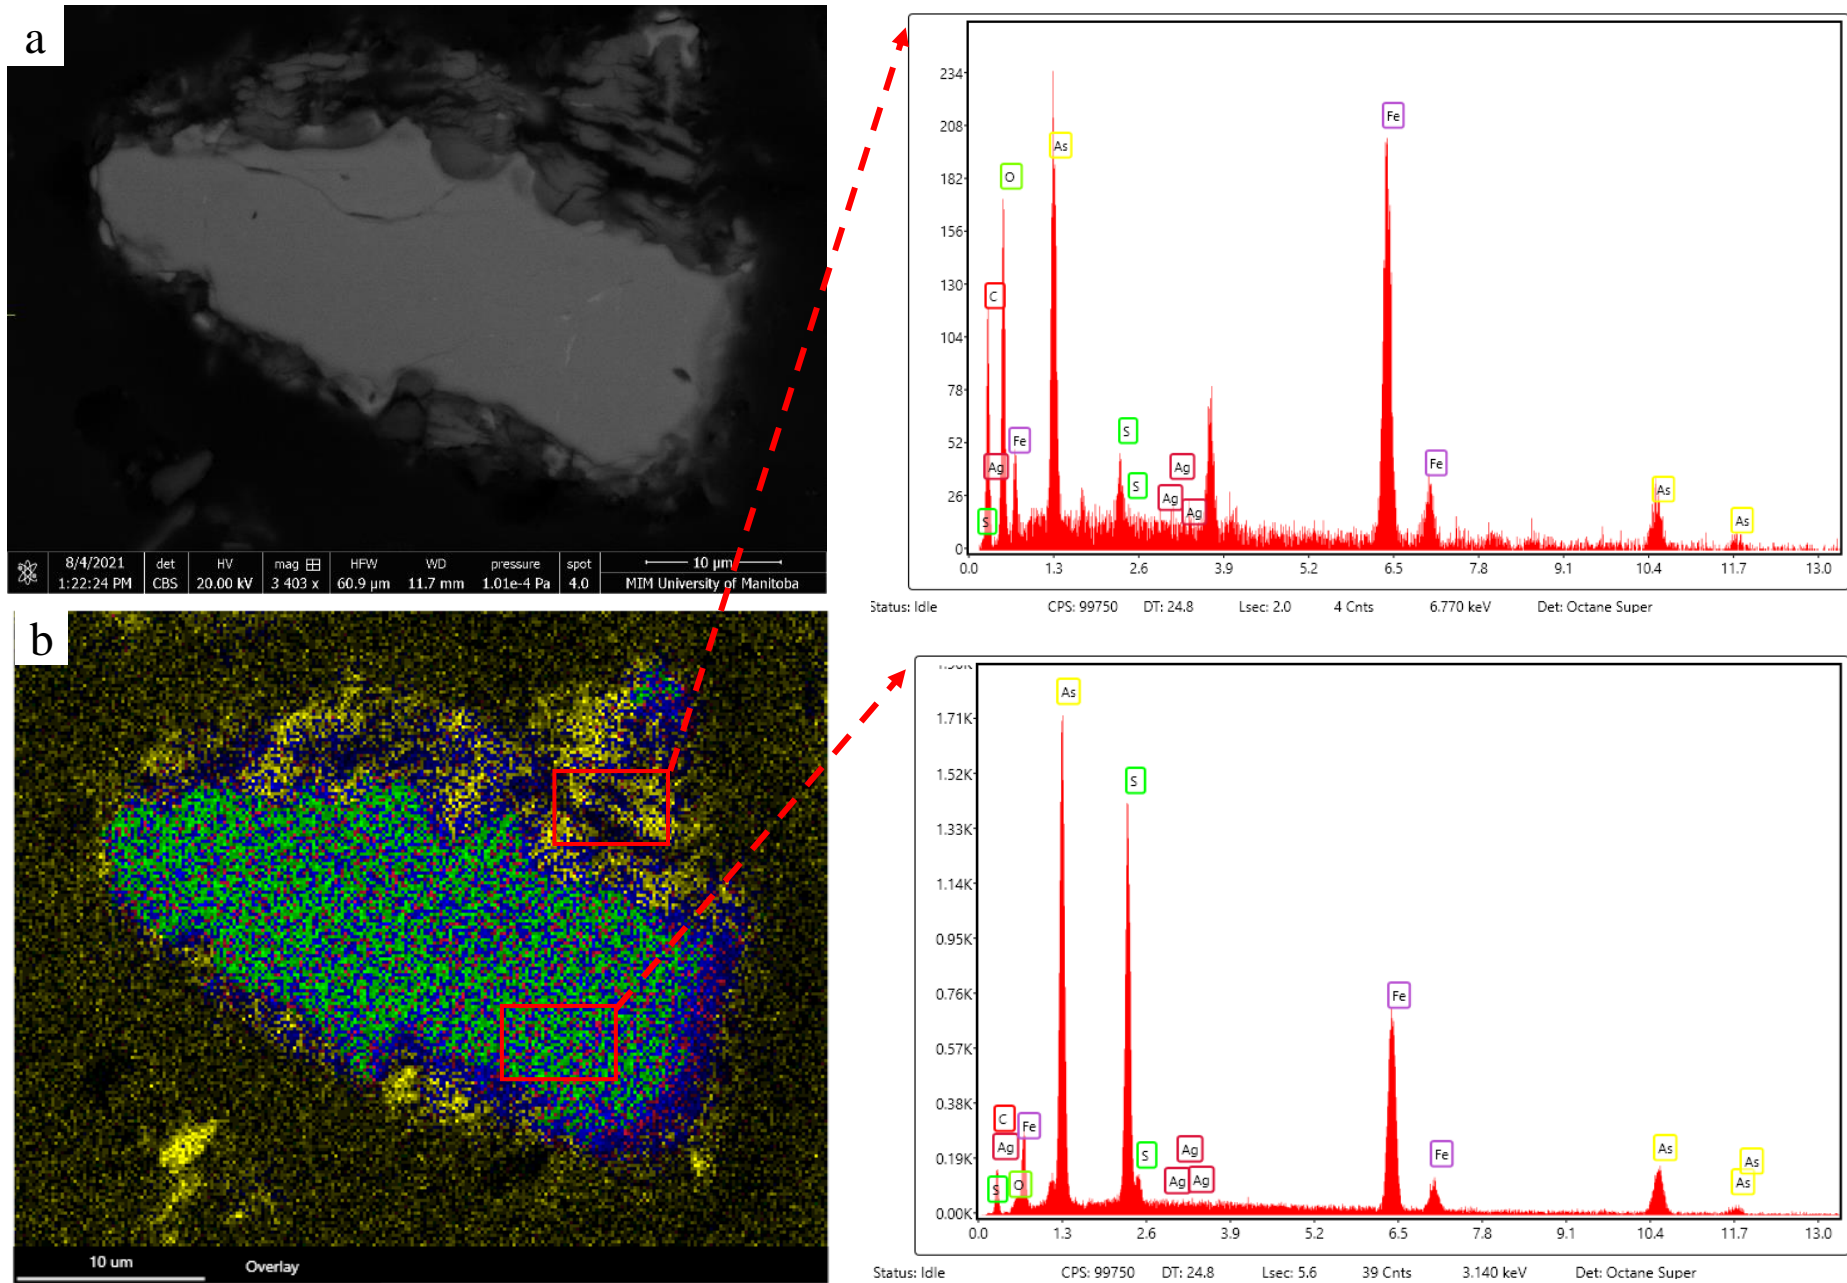 a
8/4/2021 det HV mag HFW WD pressure spot 10 µm
1:22:24 PM CBS 20.00 kV 3 403 x 60.9 µm 11.7 mm 1.01e-4 Pa 4.0 MIM University of Manitoba
234
208
182
156
130
104
78
52
26
0
As
Fe
O
C
Fe
Ag
S
S
S
Ag
Ag
Ag
Fe
As
As
0.0 1.3 2.6 3.9 5.2 6.5 7.8 9.1 10.4 11.7 13.0
Status: Idle CPS: 99750 DT: 24.8 Lsec: 2.0 4 Cnts 6.770 keV Det: Octane Super
b
10 um Overlay
1.71K
1.52K
1.33K
1.14K
0.95K
0.76K
0.57K
0.38K
0.19K
0.00K
As
S
Fe
C
Fe
Ag
S
O
S
Ag
Ag
Ag
Fe
As
As
As
0.0 1.3 2.6 3.9 5.2 6.5 7.8 9.1 10.4 11.7 13.0
Status: Idle CPS: 99750 DT: 24.8 Lsec: 5.6 39 Cnts 3.140 keV Det: Octane Super